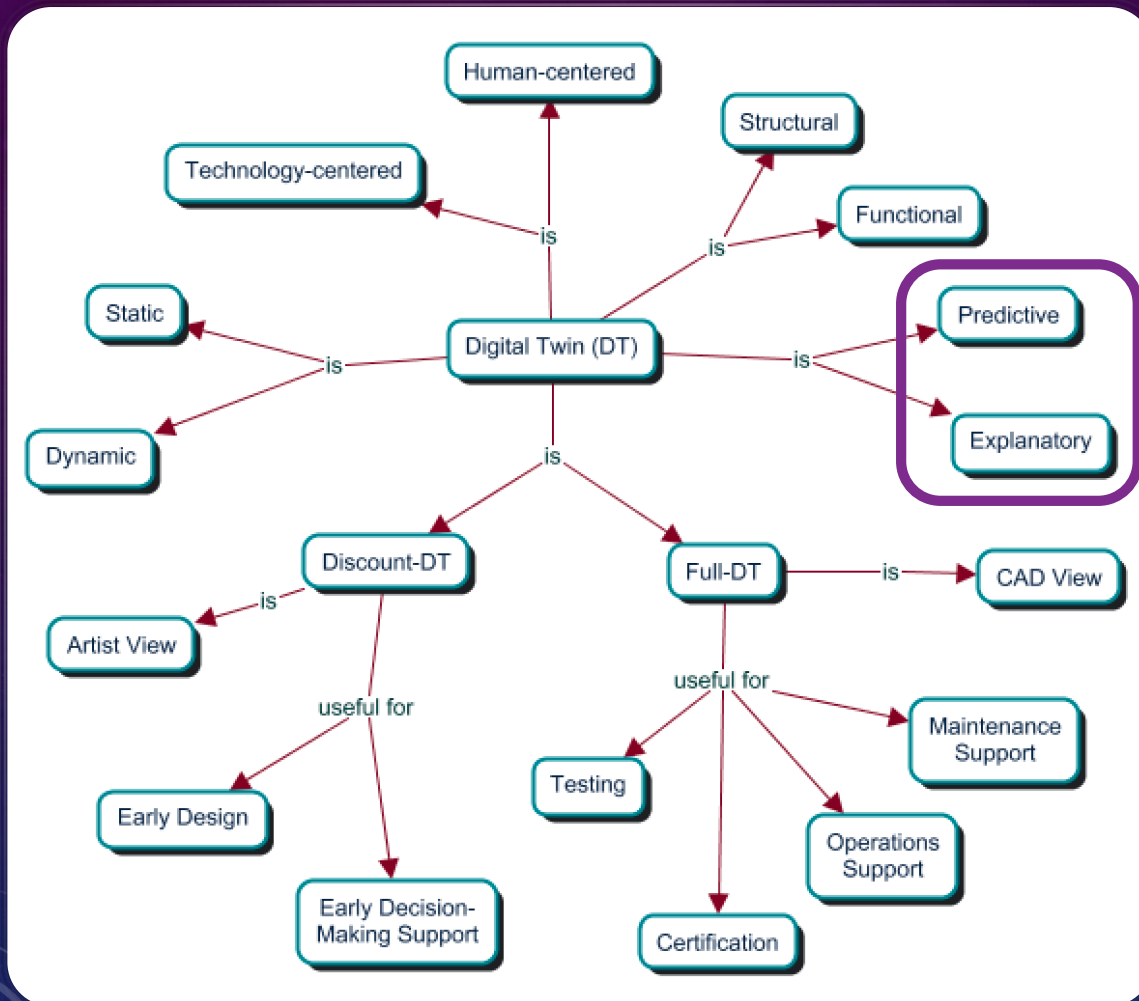 Human-centered
Structural
Technology-centered
Functional
is
is
Static
Predictive
Digital Twin (DT)
is
is
Explanatory
Dynamic
is
Discount-DT
Full-DT
is
CAD View
is
Artist View
useful for
useful for
Maintenance
Support
Testing
Early Design
Operations
Support
Early Decision-
Making Support
Certification